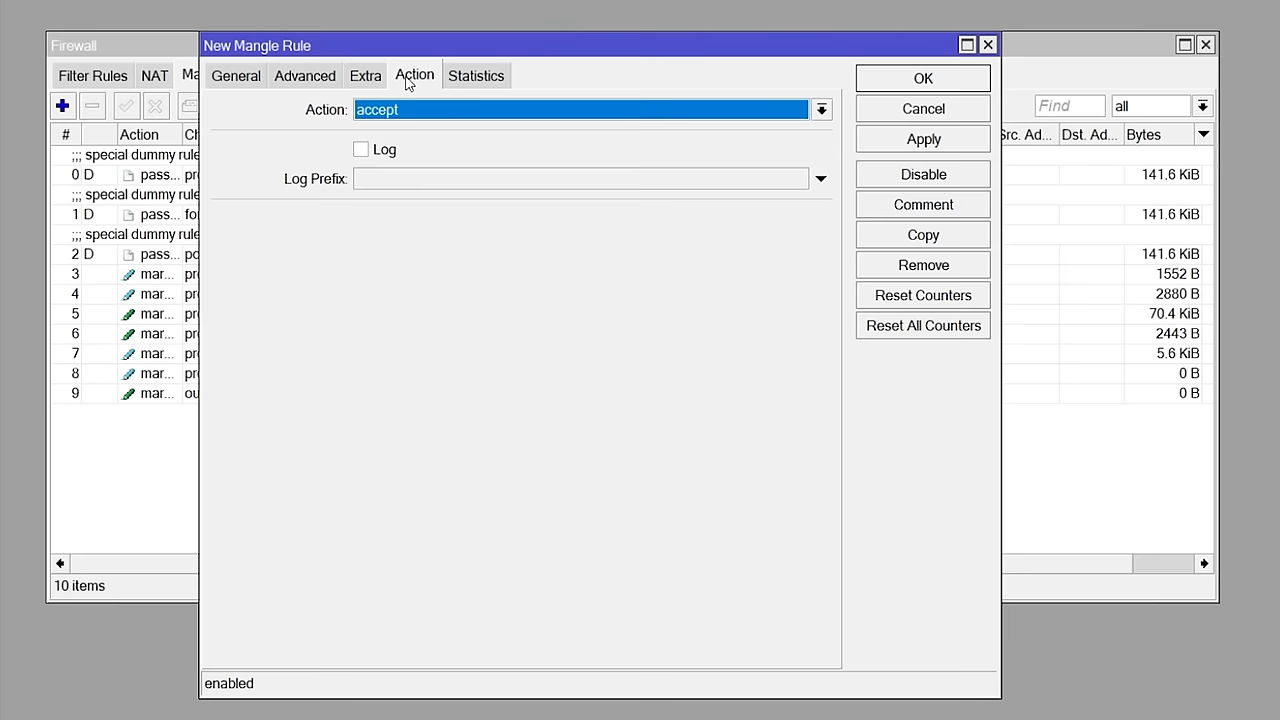 Firewall
New Mangle Rule
Filter Rules NAT Ma
General Advanced Extra Action Statistics
OK
Action: accept
Cancel
Find
all
# Action Ch
Src. Ad... Dst. Ad... Bytes
Apply
Log
Log Prefix:
Disable
Comment
Copy
Remove
Reset Counters
Reset All Counters
;;; special dummy rule
0 D pass... pr 141.6 KiB
;;; special dummy rule
1 D pass... for 141.6 KiB
;;; special dummy rule
2 D pass... po 141.6 KiB
3 mar... pr 1552 B
4 mar... pr 2880 B
5 mar... pr 70.4 KiB
6 mar... pr 2443 B
7 mar... pr 5.6 KiB
8 mar... pr 0 B
9 mar... ou 0 B
10 items
enabled